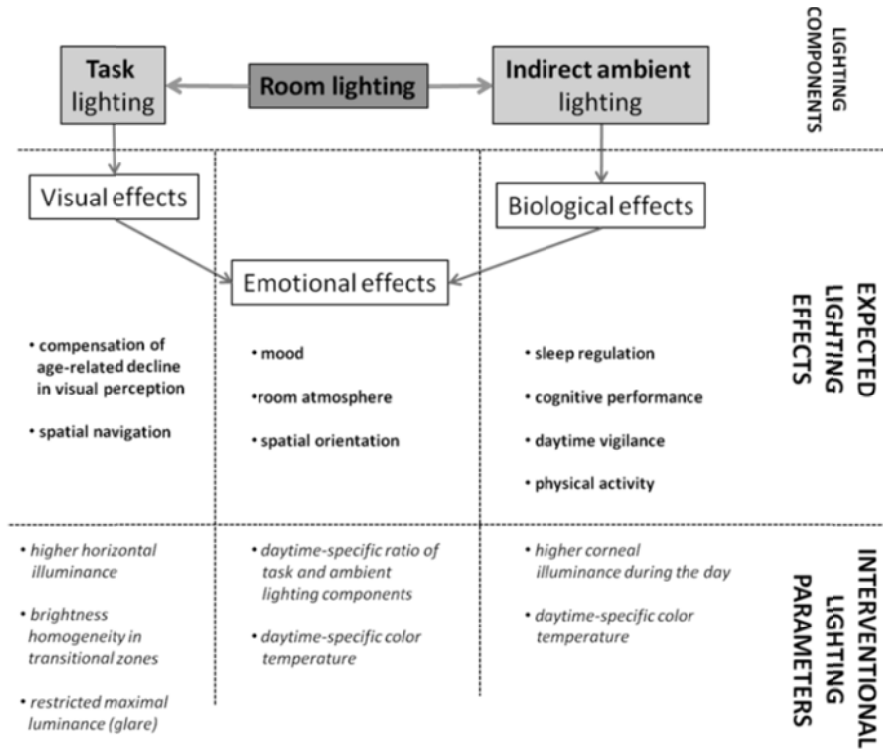 Task
lighting
Room lighting
Indirect ambient
lighting
LIGHTING
COMPONENTS
Visual effects
Biological effects
Emotional effects
• compensation of
age-related decline
in visual perception
• spatial navigation
• mood
•room atmosphere
• spatial orientation
• sleep regulation
• cognitive performance
• daytime vigilance
• physical activity
EXPECTED
LIGHTING
EFFECTS
• higher horizontal
illuminance
• brightness
homogeneity in
transitional zones
• restricted maximal
luminance (glare)
• daytime-specific ratio of
task and ambient
lighting components
• daytime-specific color
temperature
• higher corneal
illuminance during the day
• daytime-specific color
temperature
INTERVENTIONAL
LIGHTING
PARAMETERS